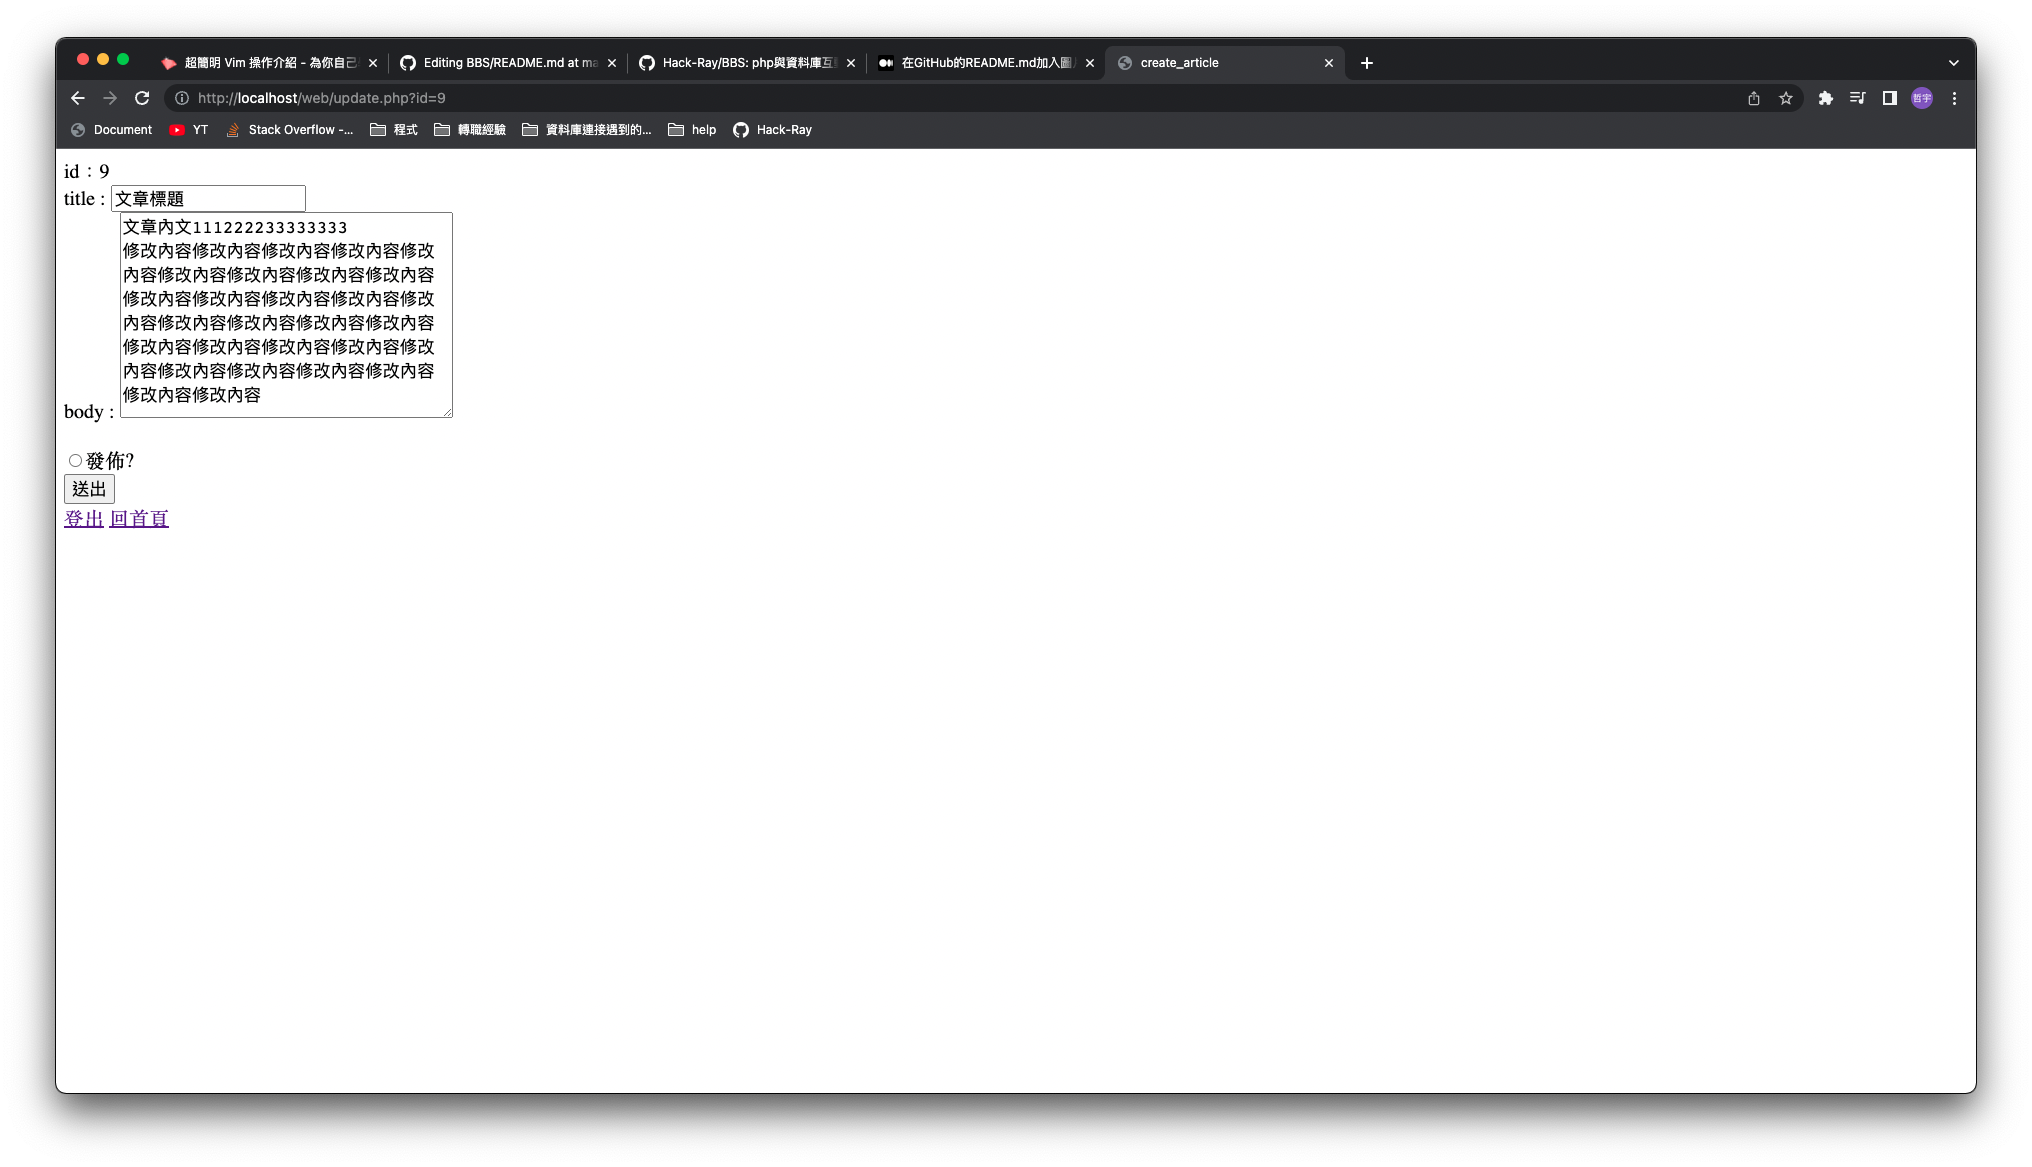 超簡明 Vim 操作介紹 - 為你自己
Editing BBS/README.md at ma
Hack-Ray/BBS: php與資料庫互
在GitHub的README.md加入圖
create_article
http://localhost/web/update.php?id=9
哲宇
Document
YT
Stack Overflow -...
程式
轉職經驗
資料庫連接遇到的...
help
Hack-Ray
id：9
title : 文章標題
文章內文111222233333333
修改內容修改內容修改內容修改內容修改
內容修改內容修改內容修改內容修改內容
修改內容修改內容修改內容修改內容修改
內容修改內容修改內容修改內容修改內容
修改內容修改內容修改內容修改內容修改
內容修改內容修改內容修改內容修改內容
修改內容修改內容
body :
發佈?
送出
登出 回首頁